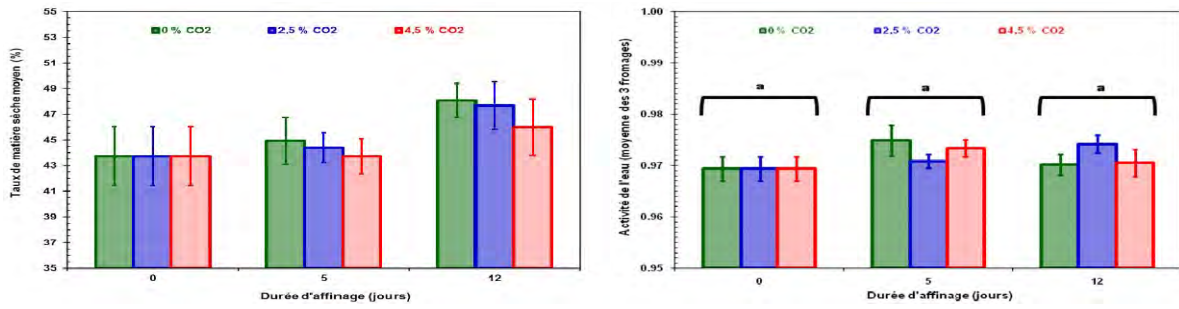 Taux de matière sèche moyen (%)
55
53
51
49
47
45
43
41
39
37
35
0 % CO2 2,5 % CO2 4,5 % CO2
0 5 12
Durée d'affinage (jours)
Activité de l'eau (moyenne des 3 fromages)
1.00
0.99
0.98
0.97
0.96
0.95
0 % CO2 2,5 % CO2 4,5 % CO2
a a a
0 5 12
Durée d'affinage (jours)